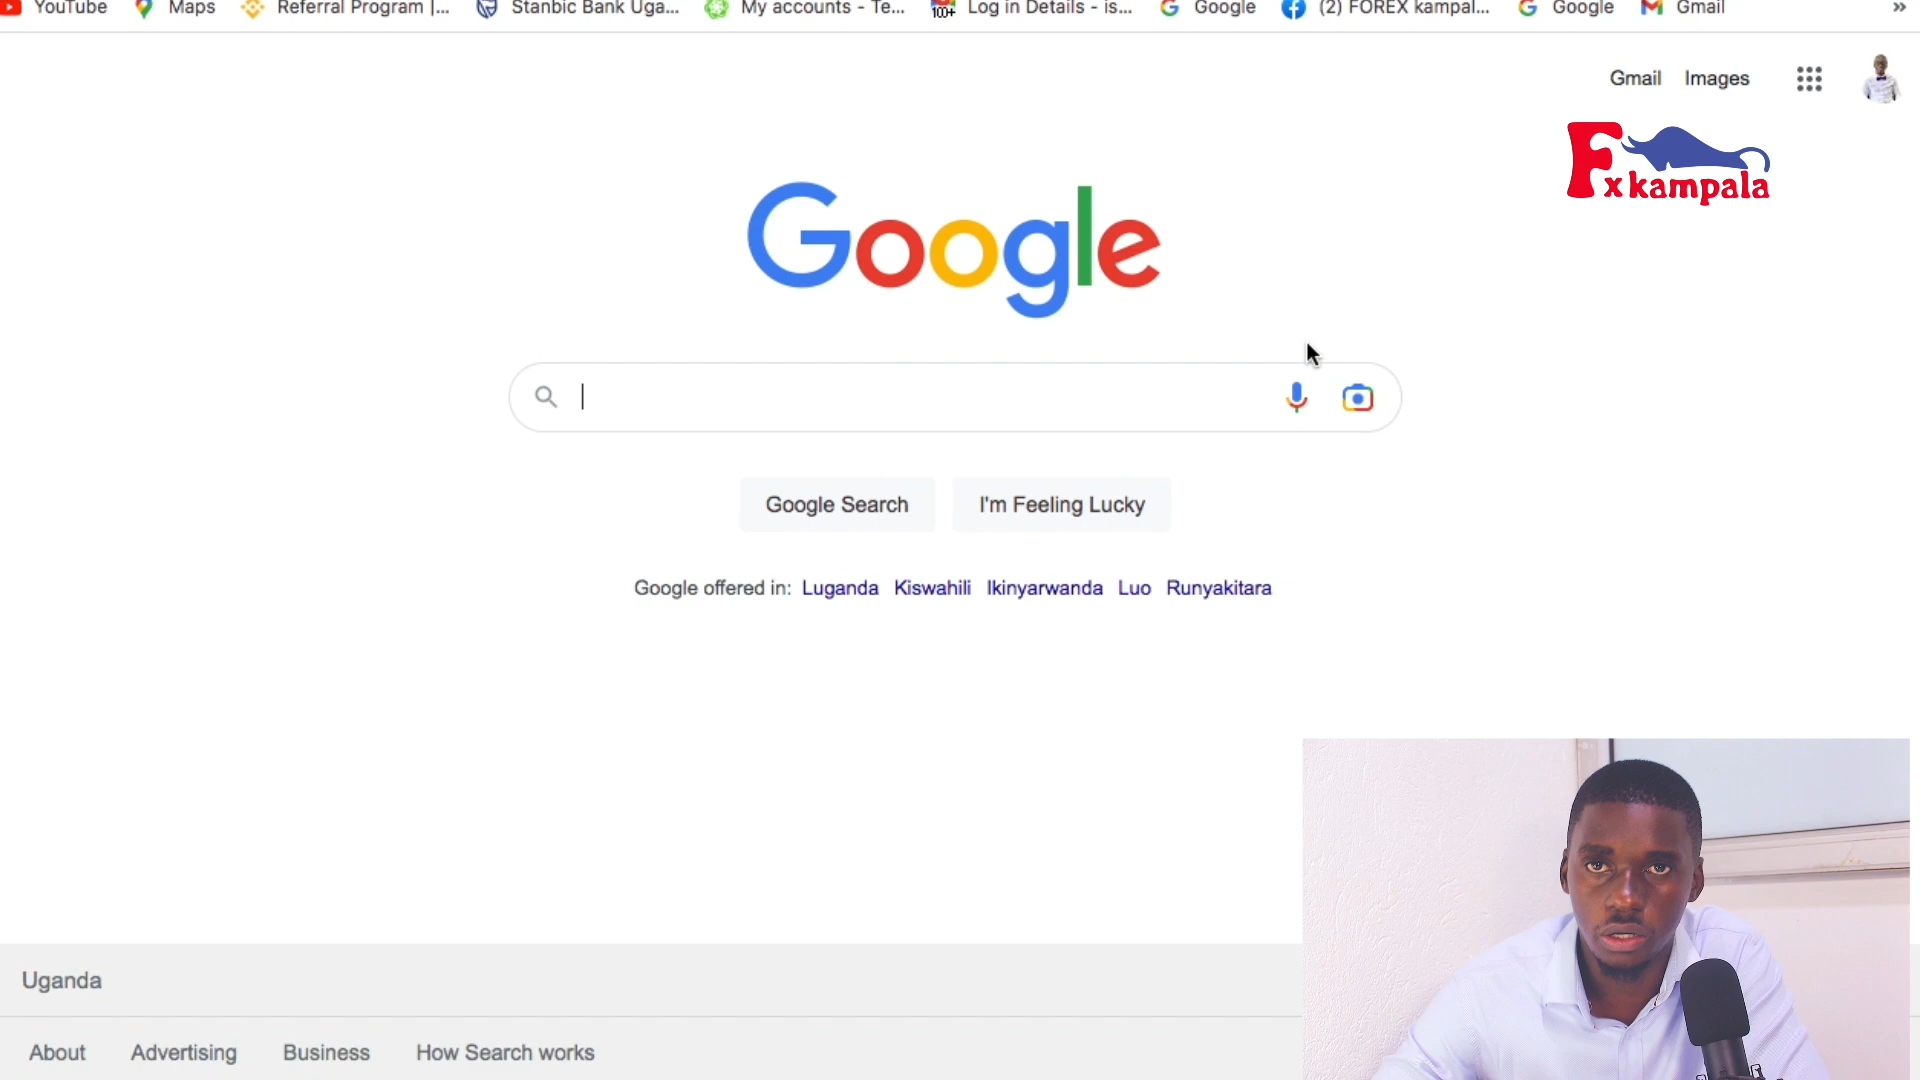 YouTube Maps Referral Program |... Stanbic Bank Uga... My accounts - Te... 100+ Log in Details - is... Google (2) FOREX kampal... Google Gmail »
Gmail Images
Fxkampala
Google
Google Search I'm Feeling Lucky
Google offered in: Luganda Kiswahili Ikinyarwanda Luo Runyakitara
Uganda
About Advertising Business How Search works